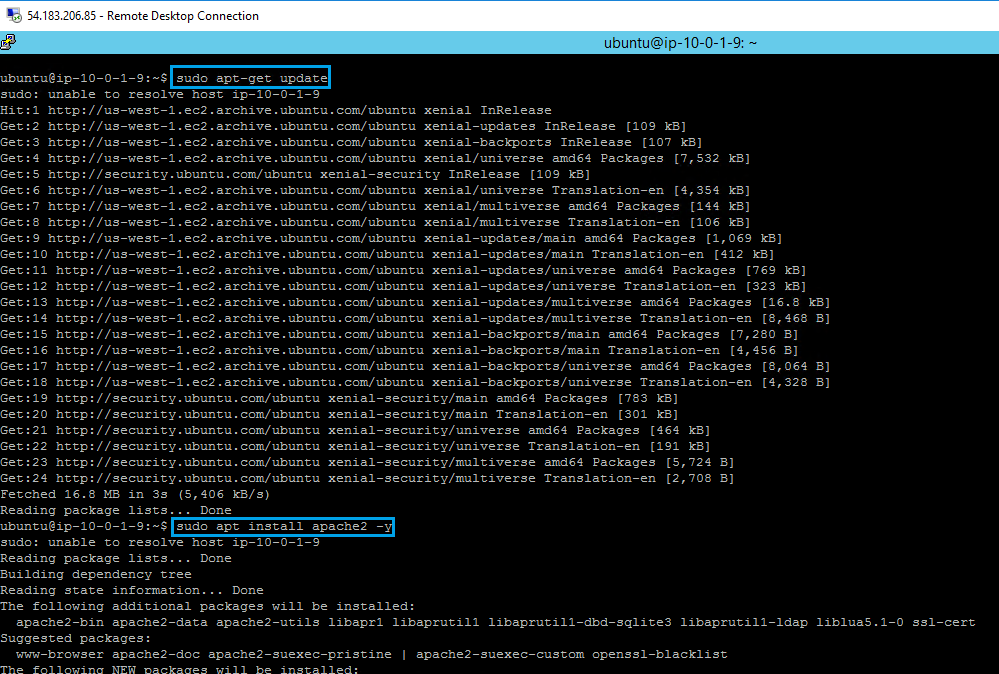 54.183.206.85 - Remote Desktop Connection
ubuntu@ip-10-0-1-9: ~
ubuntu@ip-10-0-1-9:~$ sudo apt-get update
sudo: unable to resolve host ip-10-0-1-9
Hit:1 http://us-west-1.ec2.archive.ubuntu.com/ubuntu xenial InRelease
Get:2 http://us-west-1.ec2.archive.ubuntu.com/ubuntu xenial-updates InRelease [109 kB]
Get:3 http://us-west-1.ec2.archive.ubuntu.com/ubuntu xenial-backports InRelease [107 kB]
Get:4 http://us-west-1.ec2.archive.ubuntu.com/ubuntu xenial/universe amd64 Packages [7,532 kB]
Get:5 http://security.ubuntu.com/ubuntu xenial-security InRelease [109 kB]
Get:6 http://us-west-1.ec2.archive.ubuntu.com/ubuntu xenial/universe Translation-en [4,354 kB]
Get:7 http://us-west-1.ec2.archive.ubuntu.com/ubuntu xenial/multiverse amd64 Packages [144 kB]
Get:8 http://us-west-1.ec2.archive.ubuntu.com/ubuntu xenial/multiverse Translation-en [106 kB]
Get:9 http://us-west-1.ec2.archive.ubuntu.com/ubuntu xenial-updates/main amd64 Packages [1,069 kB]
Get:10 http://us-west-1.ec2.archive.ubuntu.com/ubuntu xenial-updates/main Translation-en [412 kB]
Get:11 http://us-west-1.ec2.archive.ubuntu.com/ubuntu xenial-updates/universe amd64 Packages [769 kB]
Get:12 http://us-west-1.ec2.archive.ubuntu.com/ubuntu xenial-updates/universe Translation-en [323 kB]
Get:13 http://us-west-1.ec2.archive.ubuntu.com/ubuntu xenial-updates/multiverse amd64 Packages [16.8 kB]
Get:14 http://us-west-1.ec2.archive.ubuntu.com/ubuntu xenial-updates/multiverse Translation-en [8,468 B]
Get:15 http://us-west-1.ec2.archive.ubuntu.com/ubuntu xenial-backports/main amd64 Packages [7,280 B]
Get:16 http://us-west-1.ec2.archive.ubuntu.com/ubuntu xenial-backports/main Translation-en [4,456 B]
Get:17 http://us-west-1.ec2.archive.ubuntu.com/ubuntu xenial-backports/universe amd64 Packages [8,064 B]
Get:18 http://us-west-1.ec2.archive.ubuntu.com/ubuntu xenial-backports/universe Translation-en [4,328 B]
Get:19 http://security.ubuntu.com/ubuntu xenial-security/main amd64 Packages [783 kB]
Get:20 http://security.ubuntu.com/ubuntu xenial-security/main Translation-en [301 kB]
Get:21 http://security.ubuntu.com/ubuntu xenial-security/universe amd64 Packages [464 kB]
Get:22 http://security.ubuntu.com/ubuntu xenial-security/universe Translation-en [191 kB]
Get:23 http://security.ubuntu.com/ubuntu xenial-security/multiverse amd64 Packages [5,724 B]
Get:24 http://security.ubuntu.com/ubuntu xenial-security/multiverse Translation-en [2,708 B]
Fetched 16.8 MB in 3s (5,406 kB/s)
Reading package lists... Done
ubuntu@ip-10-0-1-9:~$ sudo apt install apache2 -y
sudo: unable to resolve host ip-10-0-1-9
Reading package lists... Done
Building dependency tree
Reading state information... Done
The following additional packages will be installed:
apache2-bin apache2-data apache2-utils libapr1 libaprutil1 libaprutil1-dbd-sqlite3 libaprutil1-ldap liblua5.1-0 ssl-cert
Suggested packages:
www-browser apache2-doc apache2-suexec-pristine | apache2-suexec-custom openssl-blacklist
The following NEW packages will be installed: